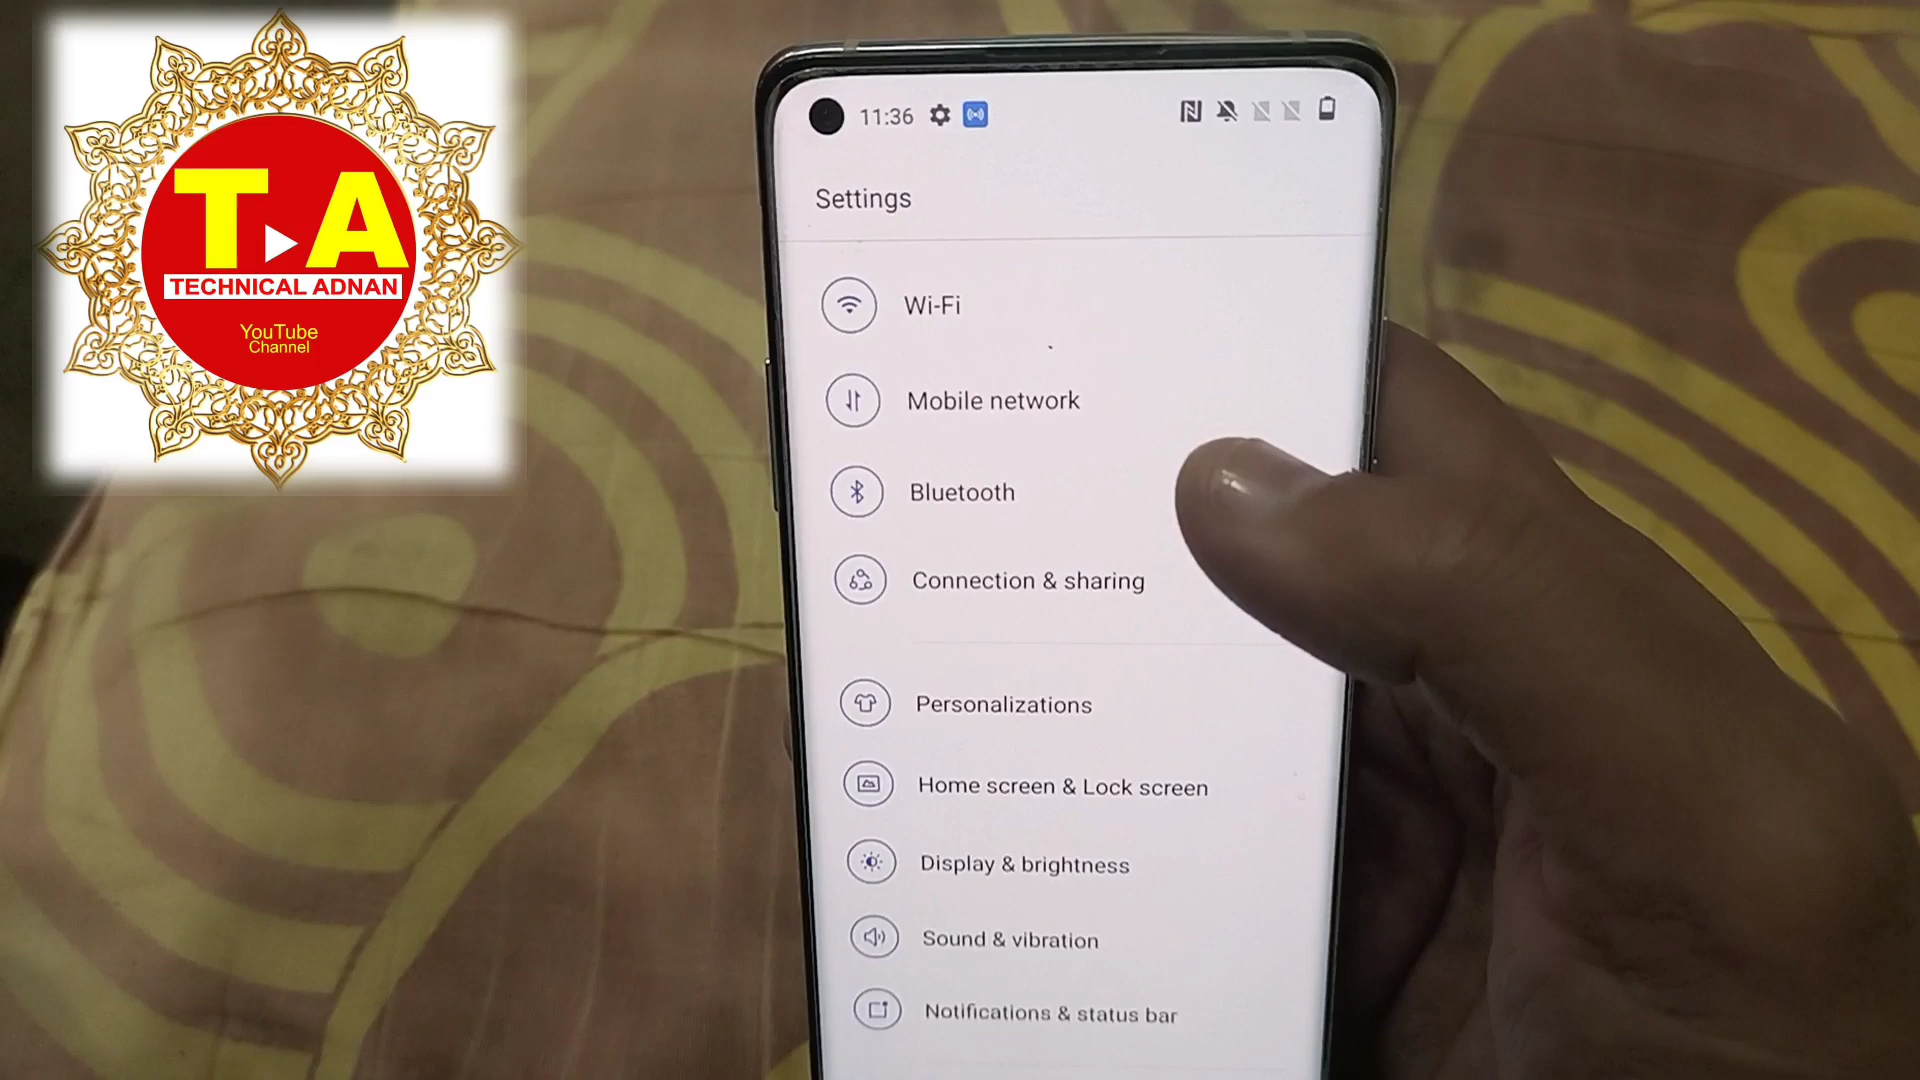 T A
TECHNICAL ADNAN
YouTube
Channel
11:36
Settings
Wi-Fi
Mobile network
Bluetooth
Connection & sharing
Personalizations
Home screen & Lock screen
Display & brightness
Sound & vibration
Notifications & status bar